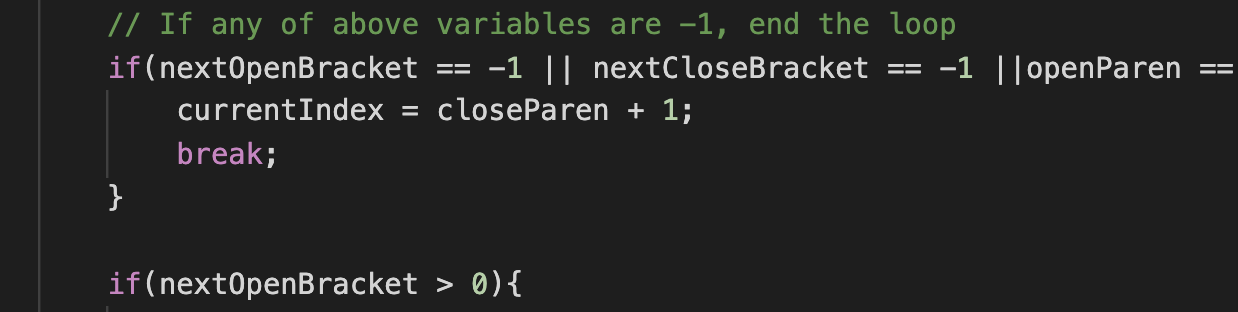 // If any of above variables are -1, end the loop
if(nextOpenBracket == -1 || nextCloseBracket == -1 ||openParen ==
currentIndex = closeParen + 1;
break;
}
if(nextOpenBracket > 0){